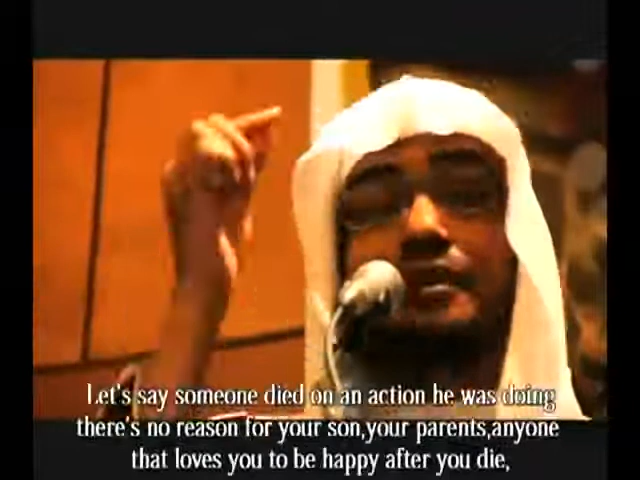 Let's say someone died on an action he was doing
there's no reason for your son,your parents,anyone
that loves you to be happy after you die,